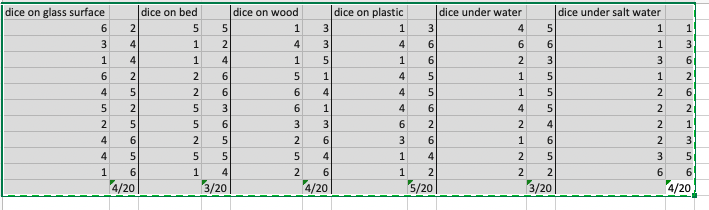 dice on glass surface dice on bed dice on wood dice on plastic dice under water dice under salt water
6 2 5 5 1 3 1 3 4 5 1 1
3 4 1 2 4 3 4 6 6 6 1 3
1 4 1 4 1 5 1 6 2 3 3 6
6 2 2 6 5 1 4 5 1 5 1 2
4 5 2 6 6 4 4 5 1 5 2 6
5 2 5 3 6 1 4 6 4 5 2 2
2 5 5 6 3 3 6 2 2 4 2 1
4 6 2 5 2 6 3 6 1 6 2 3
4 5 5 5 5 4 1 4 2 2 3 5
1 6 1 4 2 6 1 2 2 2 6 6
4/20 3/20 4/20 5/20 3/20 4/20